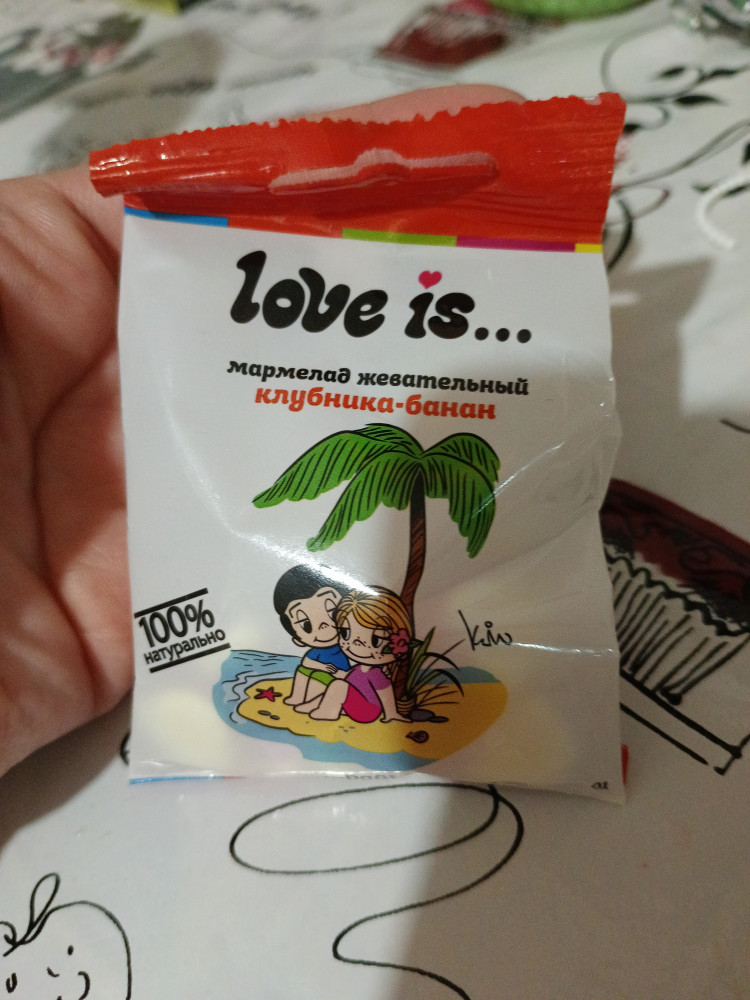 love is...
мармелад жевательный
клубника-банан
100%
натурально